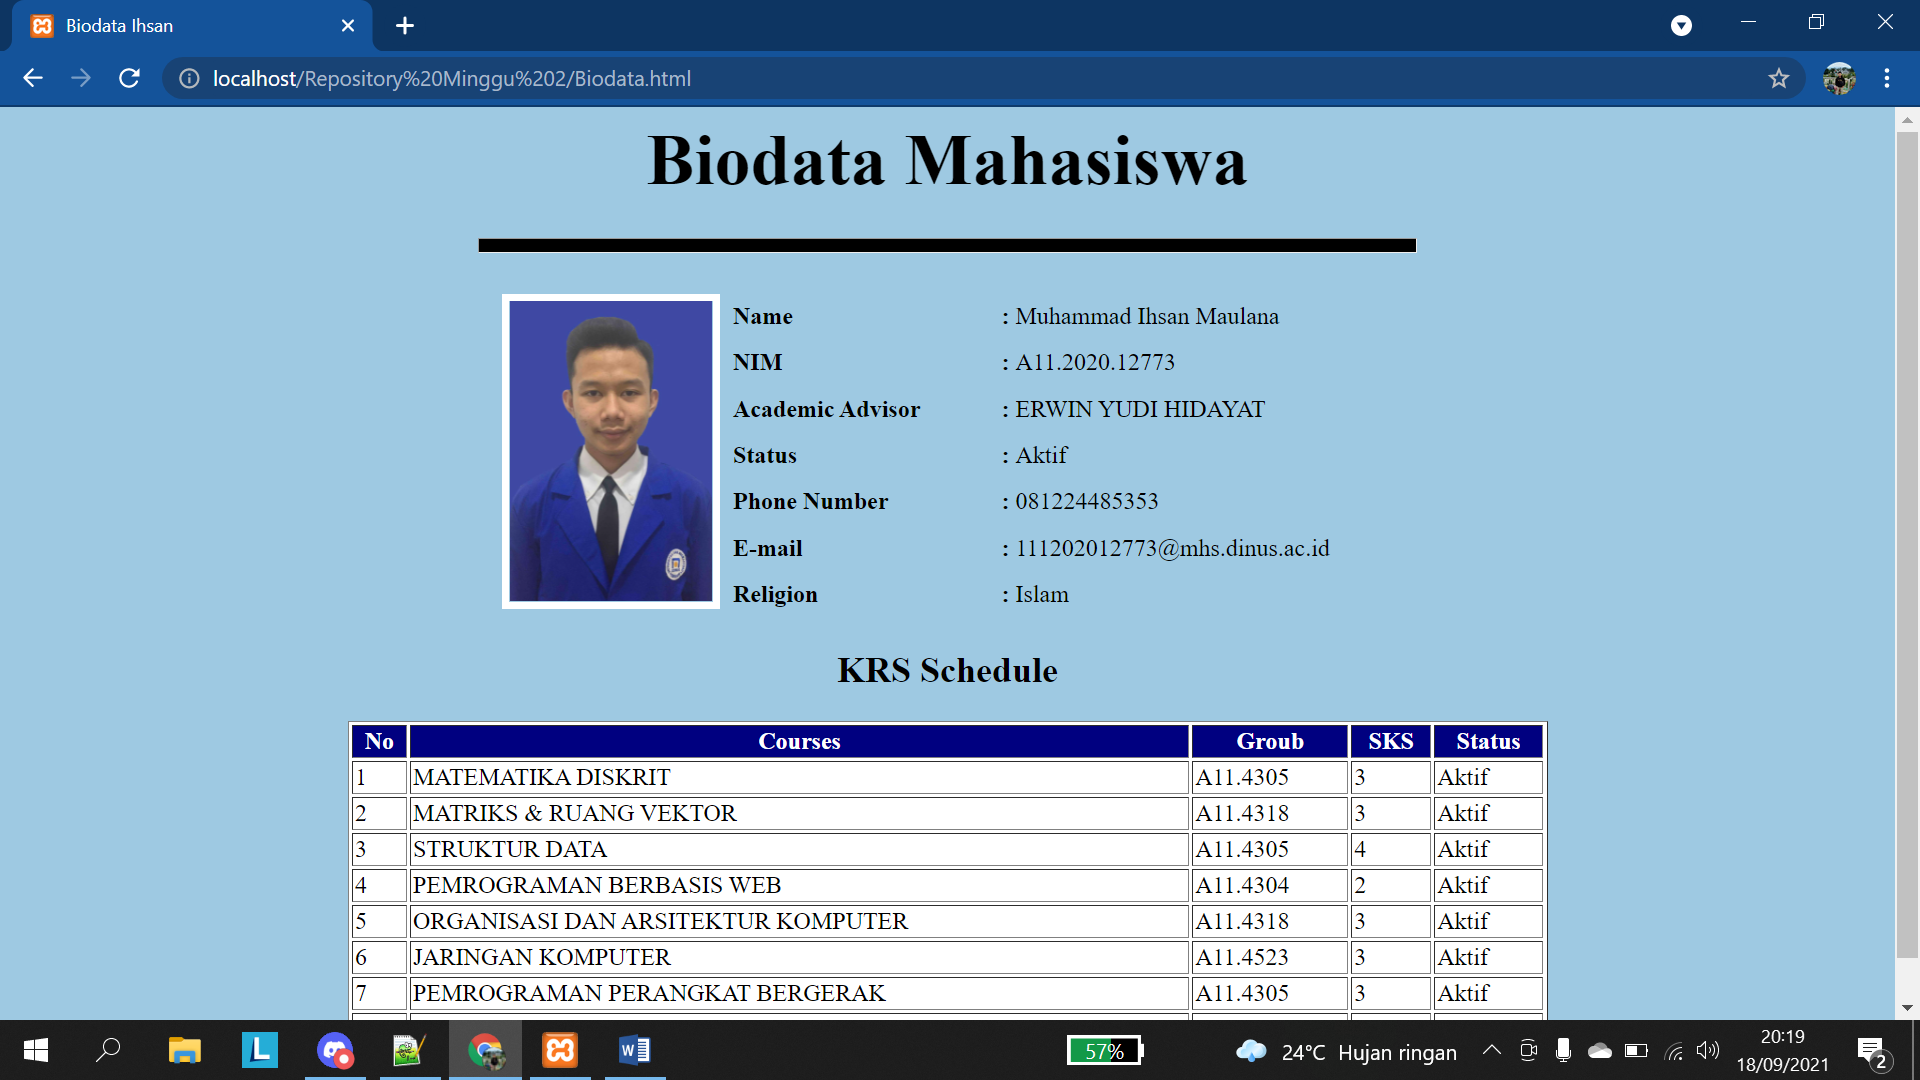 Biodata Ihsan
localhost/Repository%20Minggu%202/Biodata.html
Biodata Mahasiswa
Name : Muhammad Ihsan Maulana
NIM : A11.2020.12773
Academic Advisor : ERWIN YUDI HIDAYAT
Status : Aktif
Phone Number : 081224485353
E-mail : 111202012773@mhs.dinus.ac.id
Religion : Islam
KRS Schedule
No Courses Groub SKS Status
1 MATEMATIKA DISKRIT A11.4305 3 Aktif
2 MATRIKS & RUANG VEKTOR A11.4318 3 Aktif
3 STRUKTUR DATA A11.4305 4 Aktif
4 PEMROGRAMAN BERBASIS WEB A11.4304 2 Aktif
5 ORGANISASI DAN ARSITEKTUR KOMPUTER A11.4318 3 Aktif
6 JARINGAN KOMPUTER A11.4523 3 Aktif
7 PEMROGRAMAN PERANGKAT BERGERAK A11.4305 3 Aktif
L
W
57%
24°C Hujan ringan
20:19
18/09/2021
2